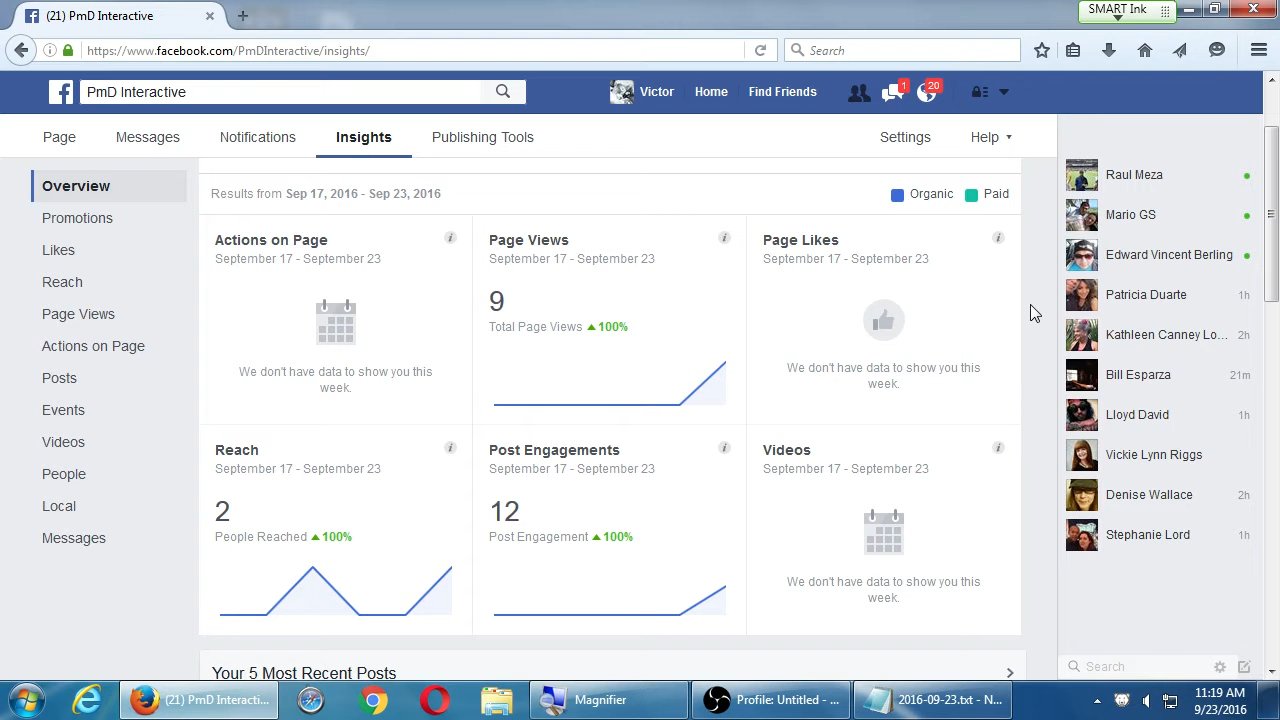 (21) PmD Interactive
SMART Ink
https://www.facebook.com/PmDInteractive/insights/
Search
PmD Interactive
Victor
Home
Find Friends
1
20
Page
Messages
Notifications
Insights
Publishing Tools
Settings
Help
Overview
Promotions
Likes
Reach
Page Views
Actions on Page
Posts
Events
Videos
People
Local
Messages
Results from Sep 17, 2016 - Sep 23, 2016
Organic
Paid
Actions on Page
September 17 - September 23
We don't have data to show you this
week.
Page Views
September 17 - September 23
9
Total Page Views 100%
Page Likes
September 17 - September 23
We don't have data to show you this
week.
Reach
September 17 - September 23
2
People Reached 100%
Post Engagements
September 17 - September 23
12
Post Engagement 100%
Videos
September 17 - September 23
We don't have data to show you this
week.
Your 5 Most Recent Posts
Raul Meza
Mario GS
Edward Vincent Berling
Patricia Duarte 1h
Kathleen Canney Lo... 2h
Bill Esparza 21m
Lloyd David 1h
Vickie Lynn Riggs
Denise Wallace 2h
Stephanie Lord 1h
Search
(21) PmD Interacti...
Magnifier
Profile: Untitled - ...
2016-09-23.txt - N...
11:19 AM
9/23/2016